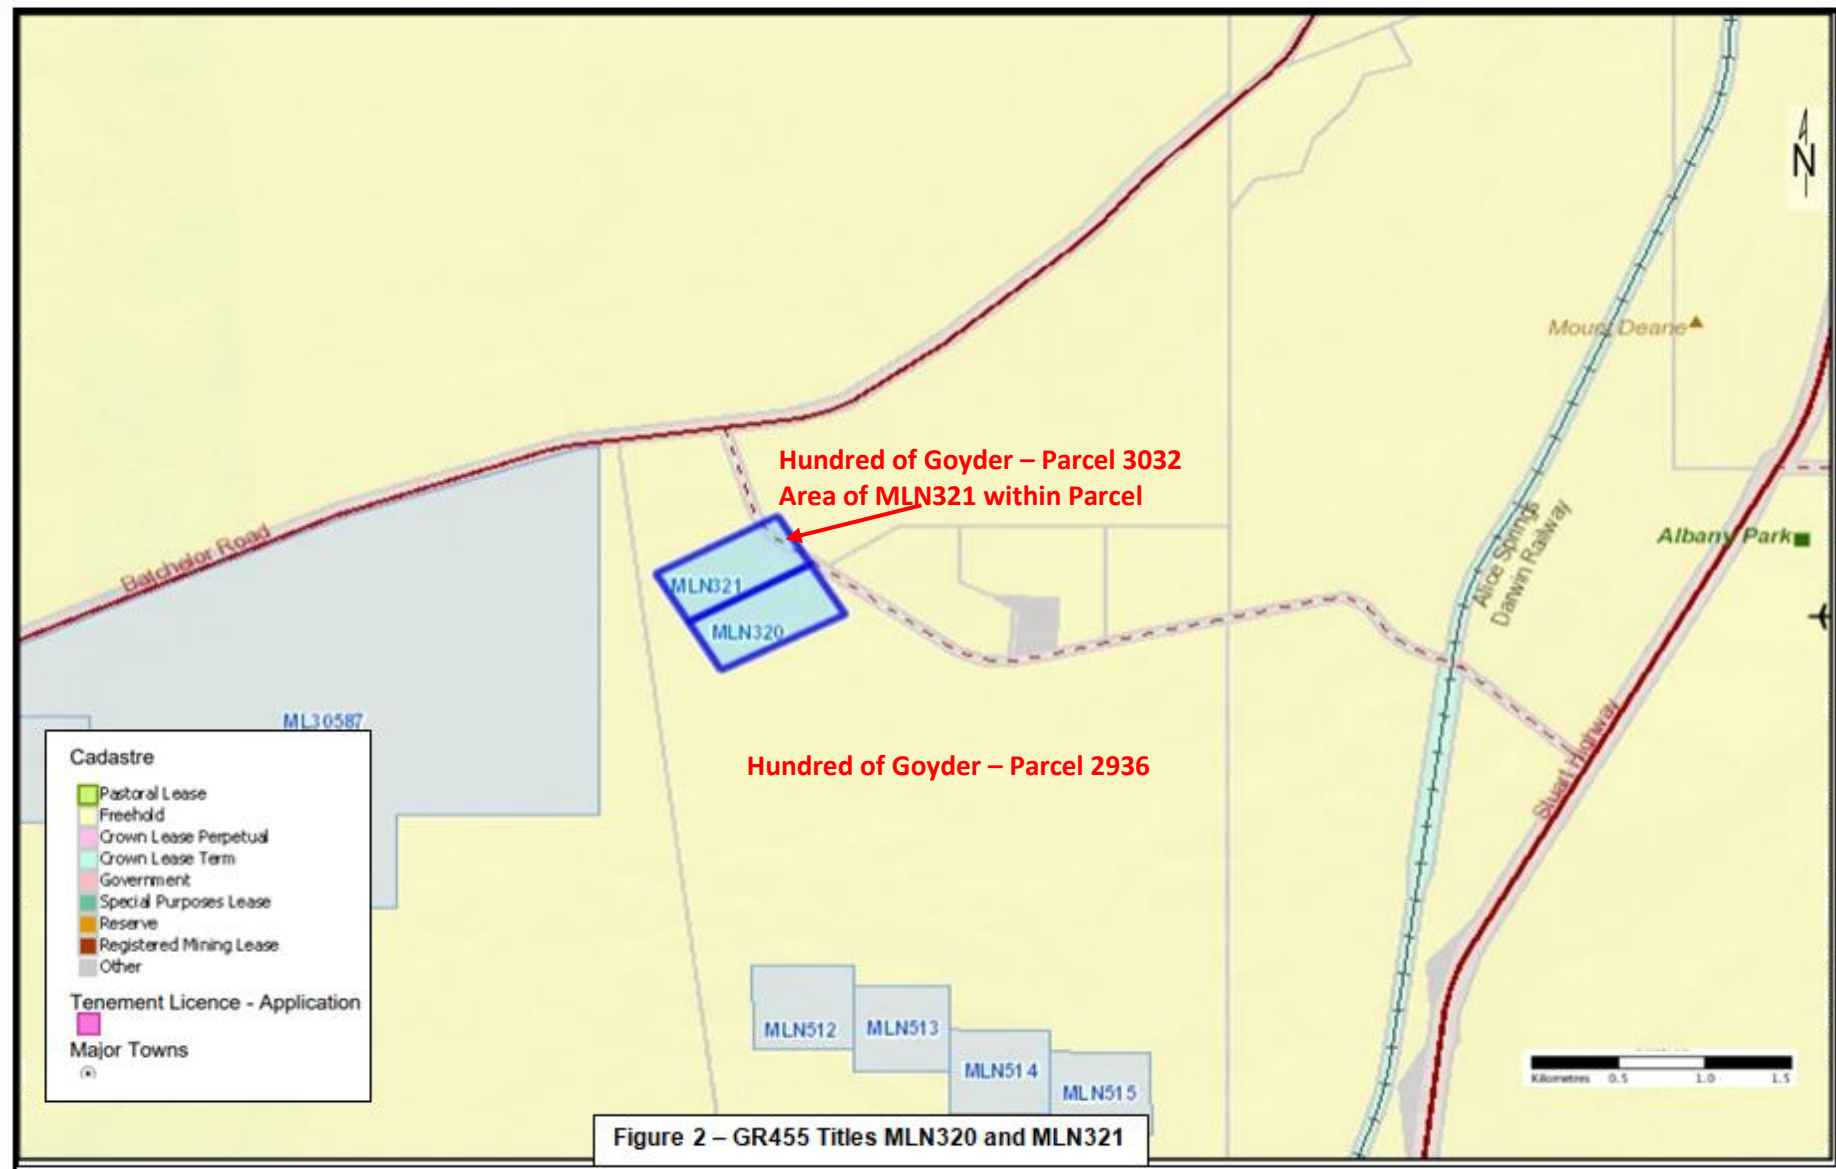 N
Mount Deane
Hundred of Goyder – Parcel 3032
Area of MLN321 within Parcel
Batchelor Road
Alice Springs
Darwin Railway
Albany Park
MLN321
MLN320
ML30587
Stuart Highway
Hundred of Goyder – Parcel 2936
Cadastre
Pastoral Lease
Freehold
Crown Lease Perpetual
Crown Lease Term
Government
Special Purposes Lease
Reserve
Registered Mining Lease
Other
Tenement Licence - Application
Major Towns
MLN512
MLN513
MLN514
MLN515
Kilometres 0.5 1.0 1.5
Figure 2 – GR455 Titles MLN320 and MLN321